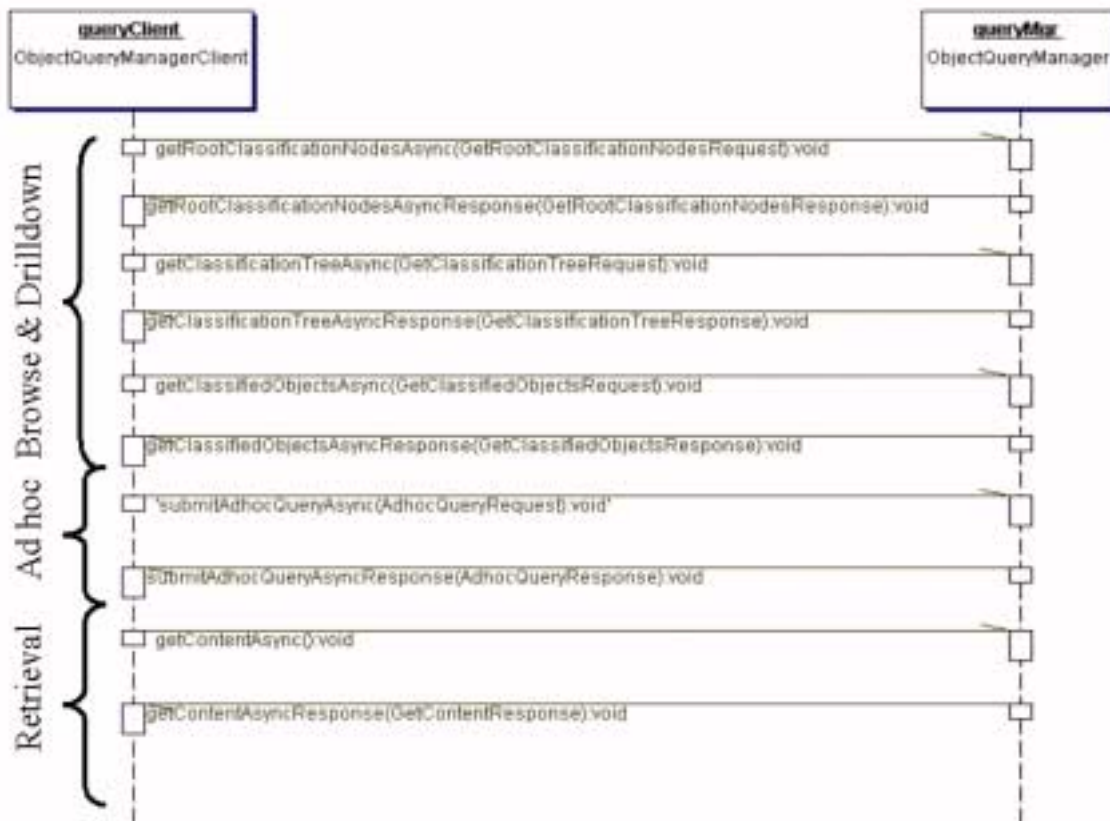 queryClient
ObjectQueryManagerClient
queryMgr
ObjectQueryManager
Browse & Drilldown
getRootClassificationNodesAsync(GetRootClassificationNodesRequest):void
getRootClassificationNodesAsyncResponse(GetRootClassificationNodesResponse):void
getClassificationTreeAsync(GetClassificationTreeRequest):void
getClassificationTreeAsyncResponse(GetClassificationTreeResponse):void
getClassifiedObjectsAsync(GetClassifiedObjectsRequest):void
getClassifiedObjectsAsyncResponse(GetClassifiedObjectsResponse):void
Ad hoc
'submitAdhocQueryAsync(AdhocQueryRequest):void'
submitAdhocQueryAsyncResponse(AdhocQueryResponse):void
Retrieval
getContentAsync():void
getContentAsyncResponse(GetContentResponse):void